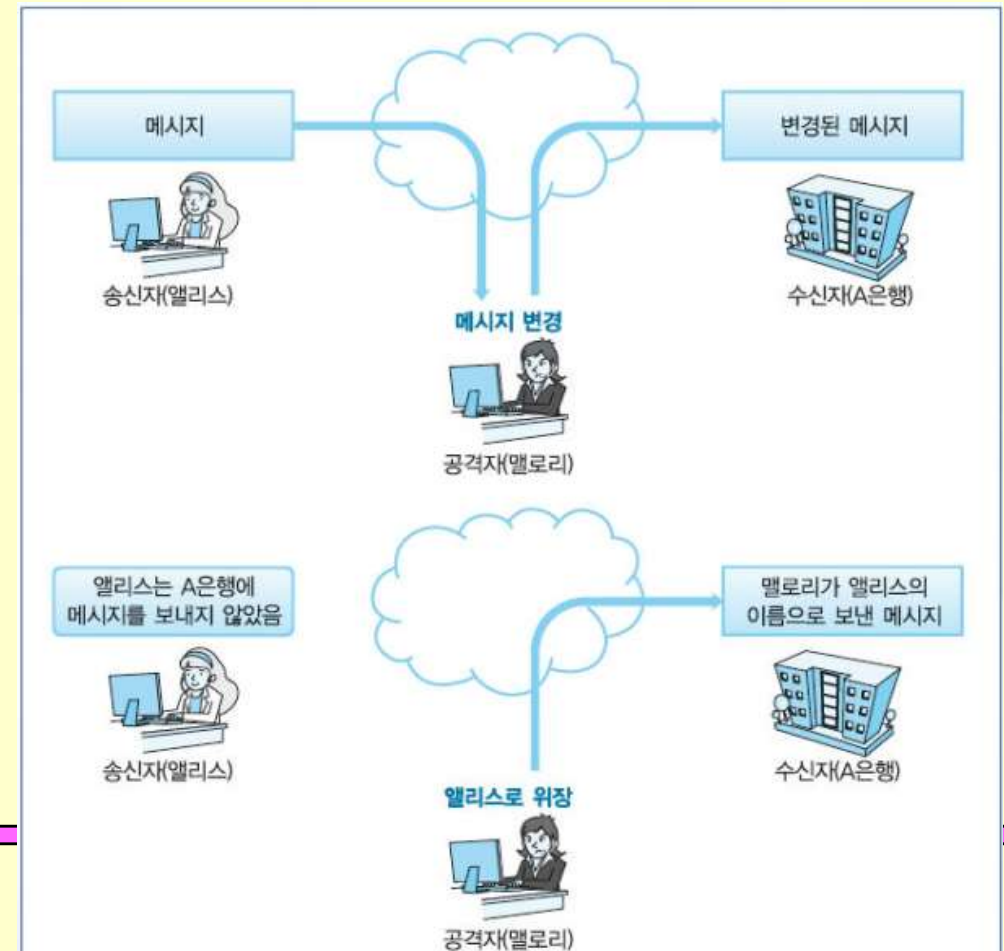 메시지
변경된 메시지
송신자(앨리스)
수신자(A은행)
메시지 변경
공격자(맬로리)
앨리스는 A은행에
메시지를 보내지 않았음
맬로리가 앨리스의
이름으로 보낸 메시지
송신자(앨리스)
수신자(A은행)
앨리스로 위장
공격자(맬로리)